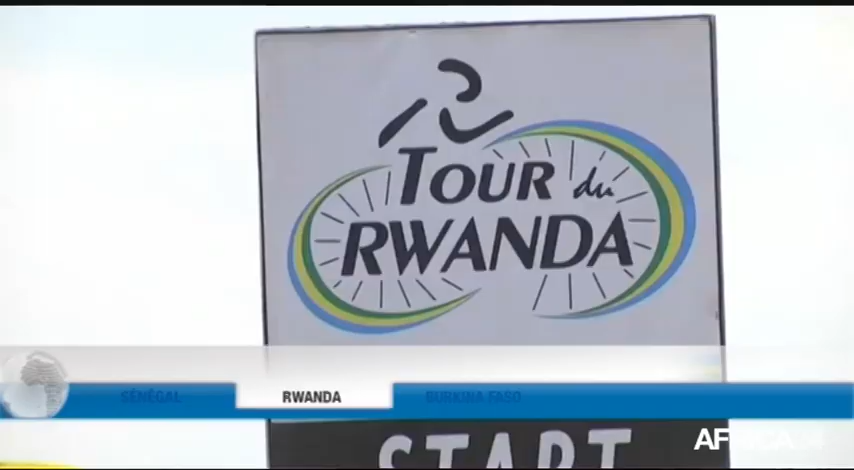 TOUR du
RWANDA
SÉNÉGAL
RWANDA
BURKINA FASO
START
AFRICA24